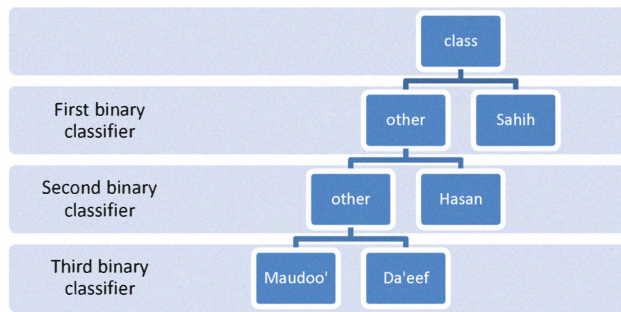 class
First binary
classifier
other
Sahih
Second binary
classifier
other
Hasan
Third binary
classifier
Maudoo'
Da'eef